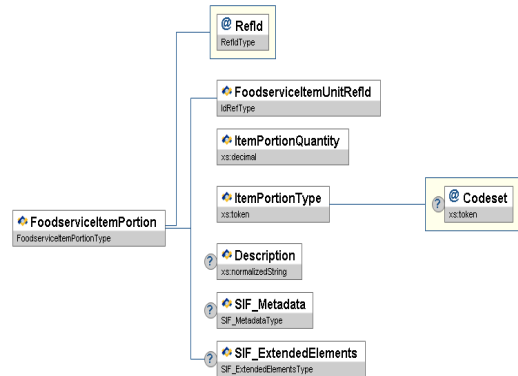 @ RefId
RefIdType
FoodserviceItemUnitRefId
IdRefType
ItemPortionQuantity
xs:decimal
ItemPortionType
xs:token
? @ Codeset
xs:token
FoodserviceItemPortion
FoodserviceItemPortionType
? Description
xs:normalizedString
? SIF_Metadata
SIF_MetadataType
? SIF_ExtendedElements
SIF_ExtendedElementsType